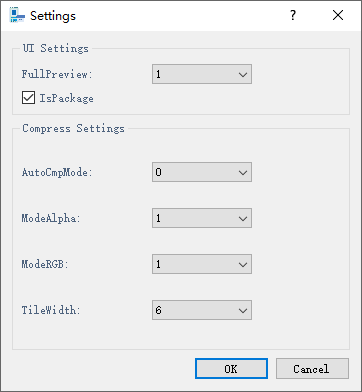 Settings
?
UI Settings
FullPreview: 1
IsPackage
Compress Settings
AutoCmpMode: 0
ModeAlpha: 1
ModeRGB: 1
TileWidth: 6
OK Cancel